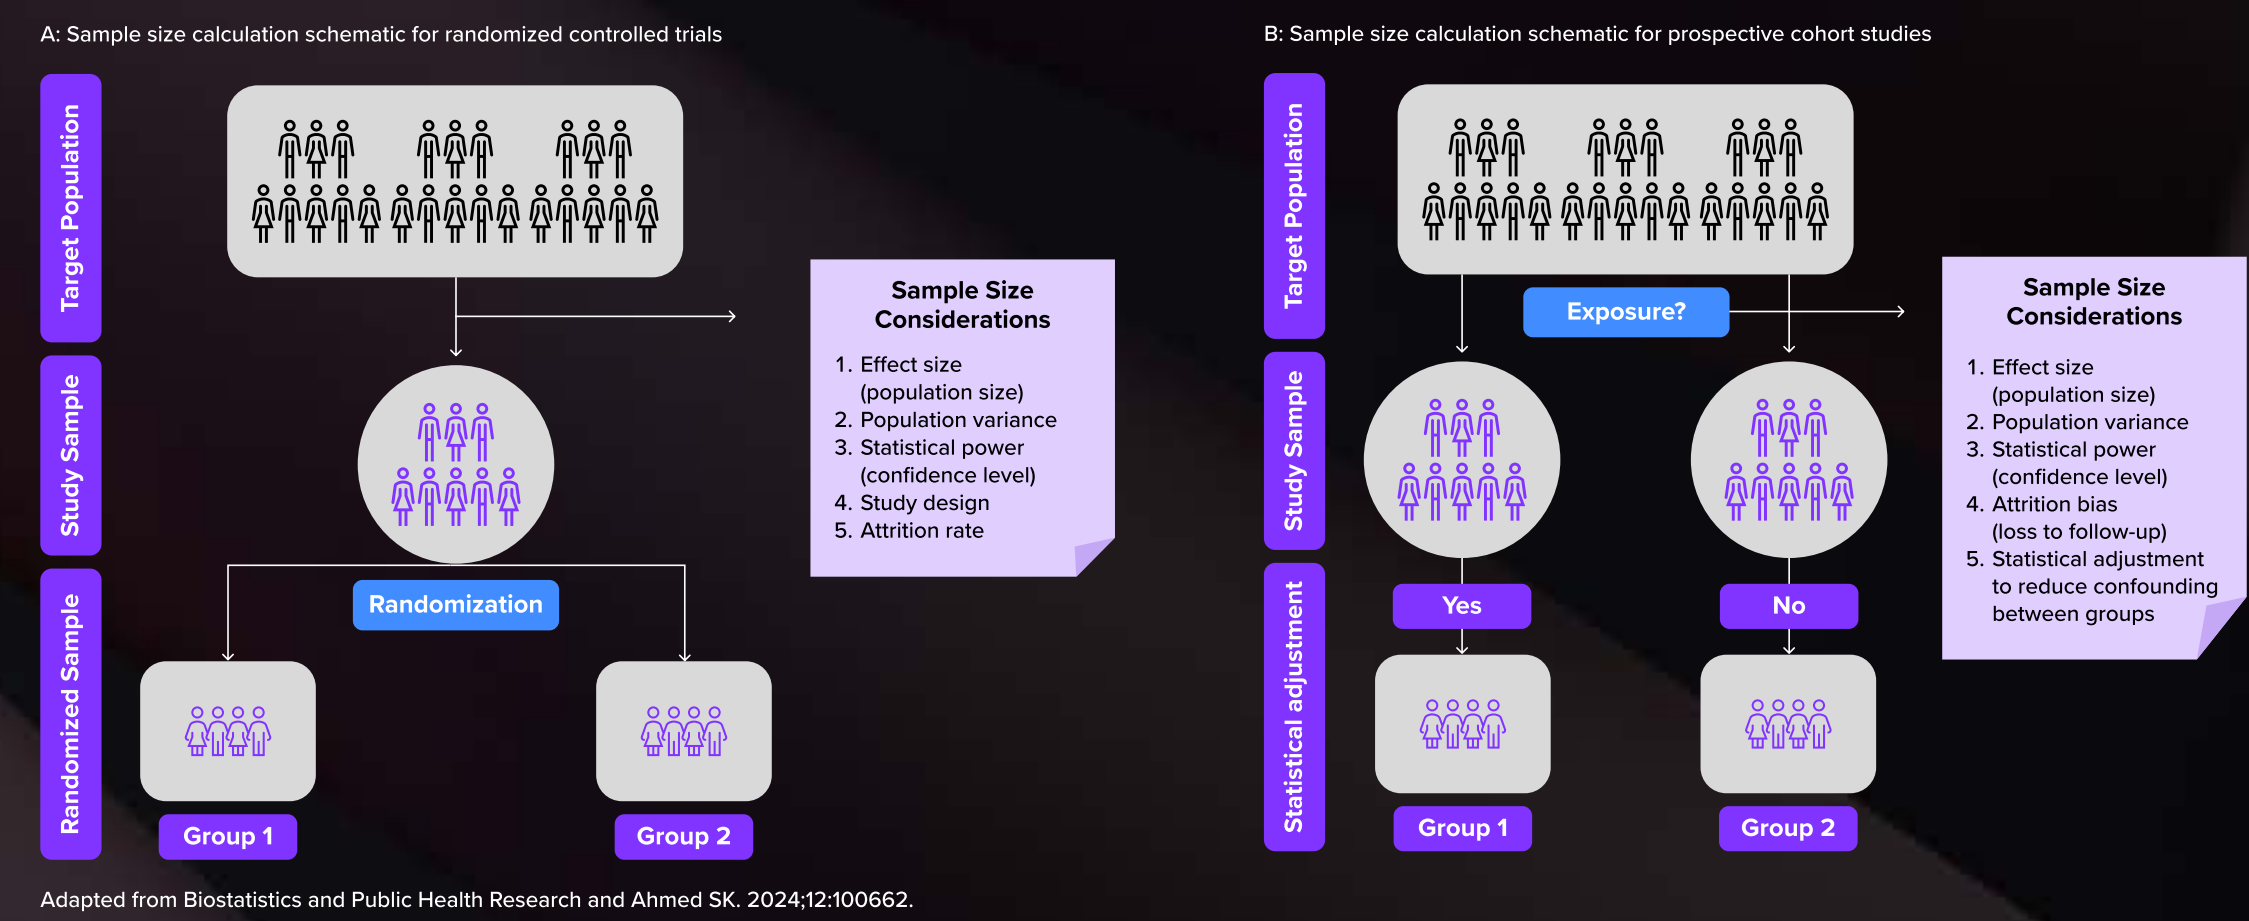 A: Sample size calculation schematic for randomized controlled trials
Target Population
Study Sample
Randomized Sample
Sample Size
Considerations
1. Effect size
(population size)
2. Population variance
3. Statistical power
(confidence level)
4. Study design
5. Attrition rate
Randomization
Group 1
Group 2
B: Sample size calculation schematic for prospective cohort studies
Target Population
Study Sample
Statistical adjustment
Exposure?
Sample Size
Considerations
1. Effect size
(population size)
2. Population variance
3. Statistical power
(confidence level)
4. Attrition bias
(loss to follow-up)
5. Statistical adjustment
to reduce confounding
between groups
Yes
No
Group 1
Group 2
Adapted from Biostatistics and Public Health Research and Ahmed SK. 2024;12:100662.